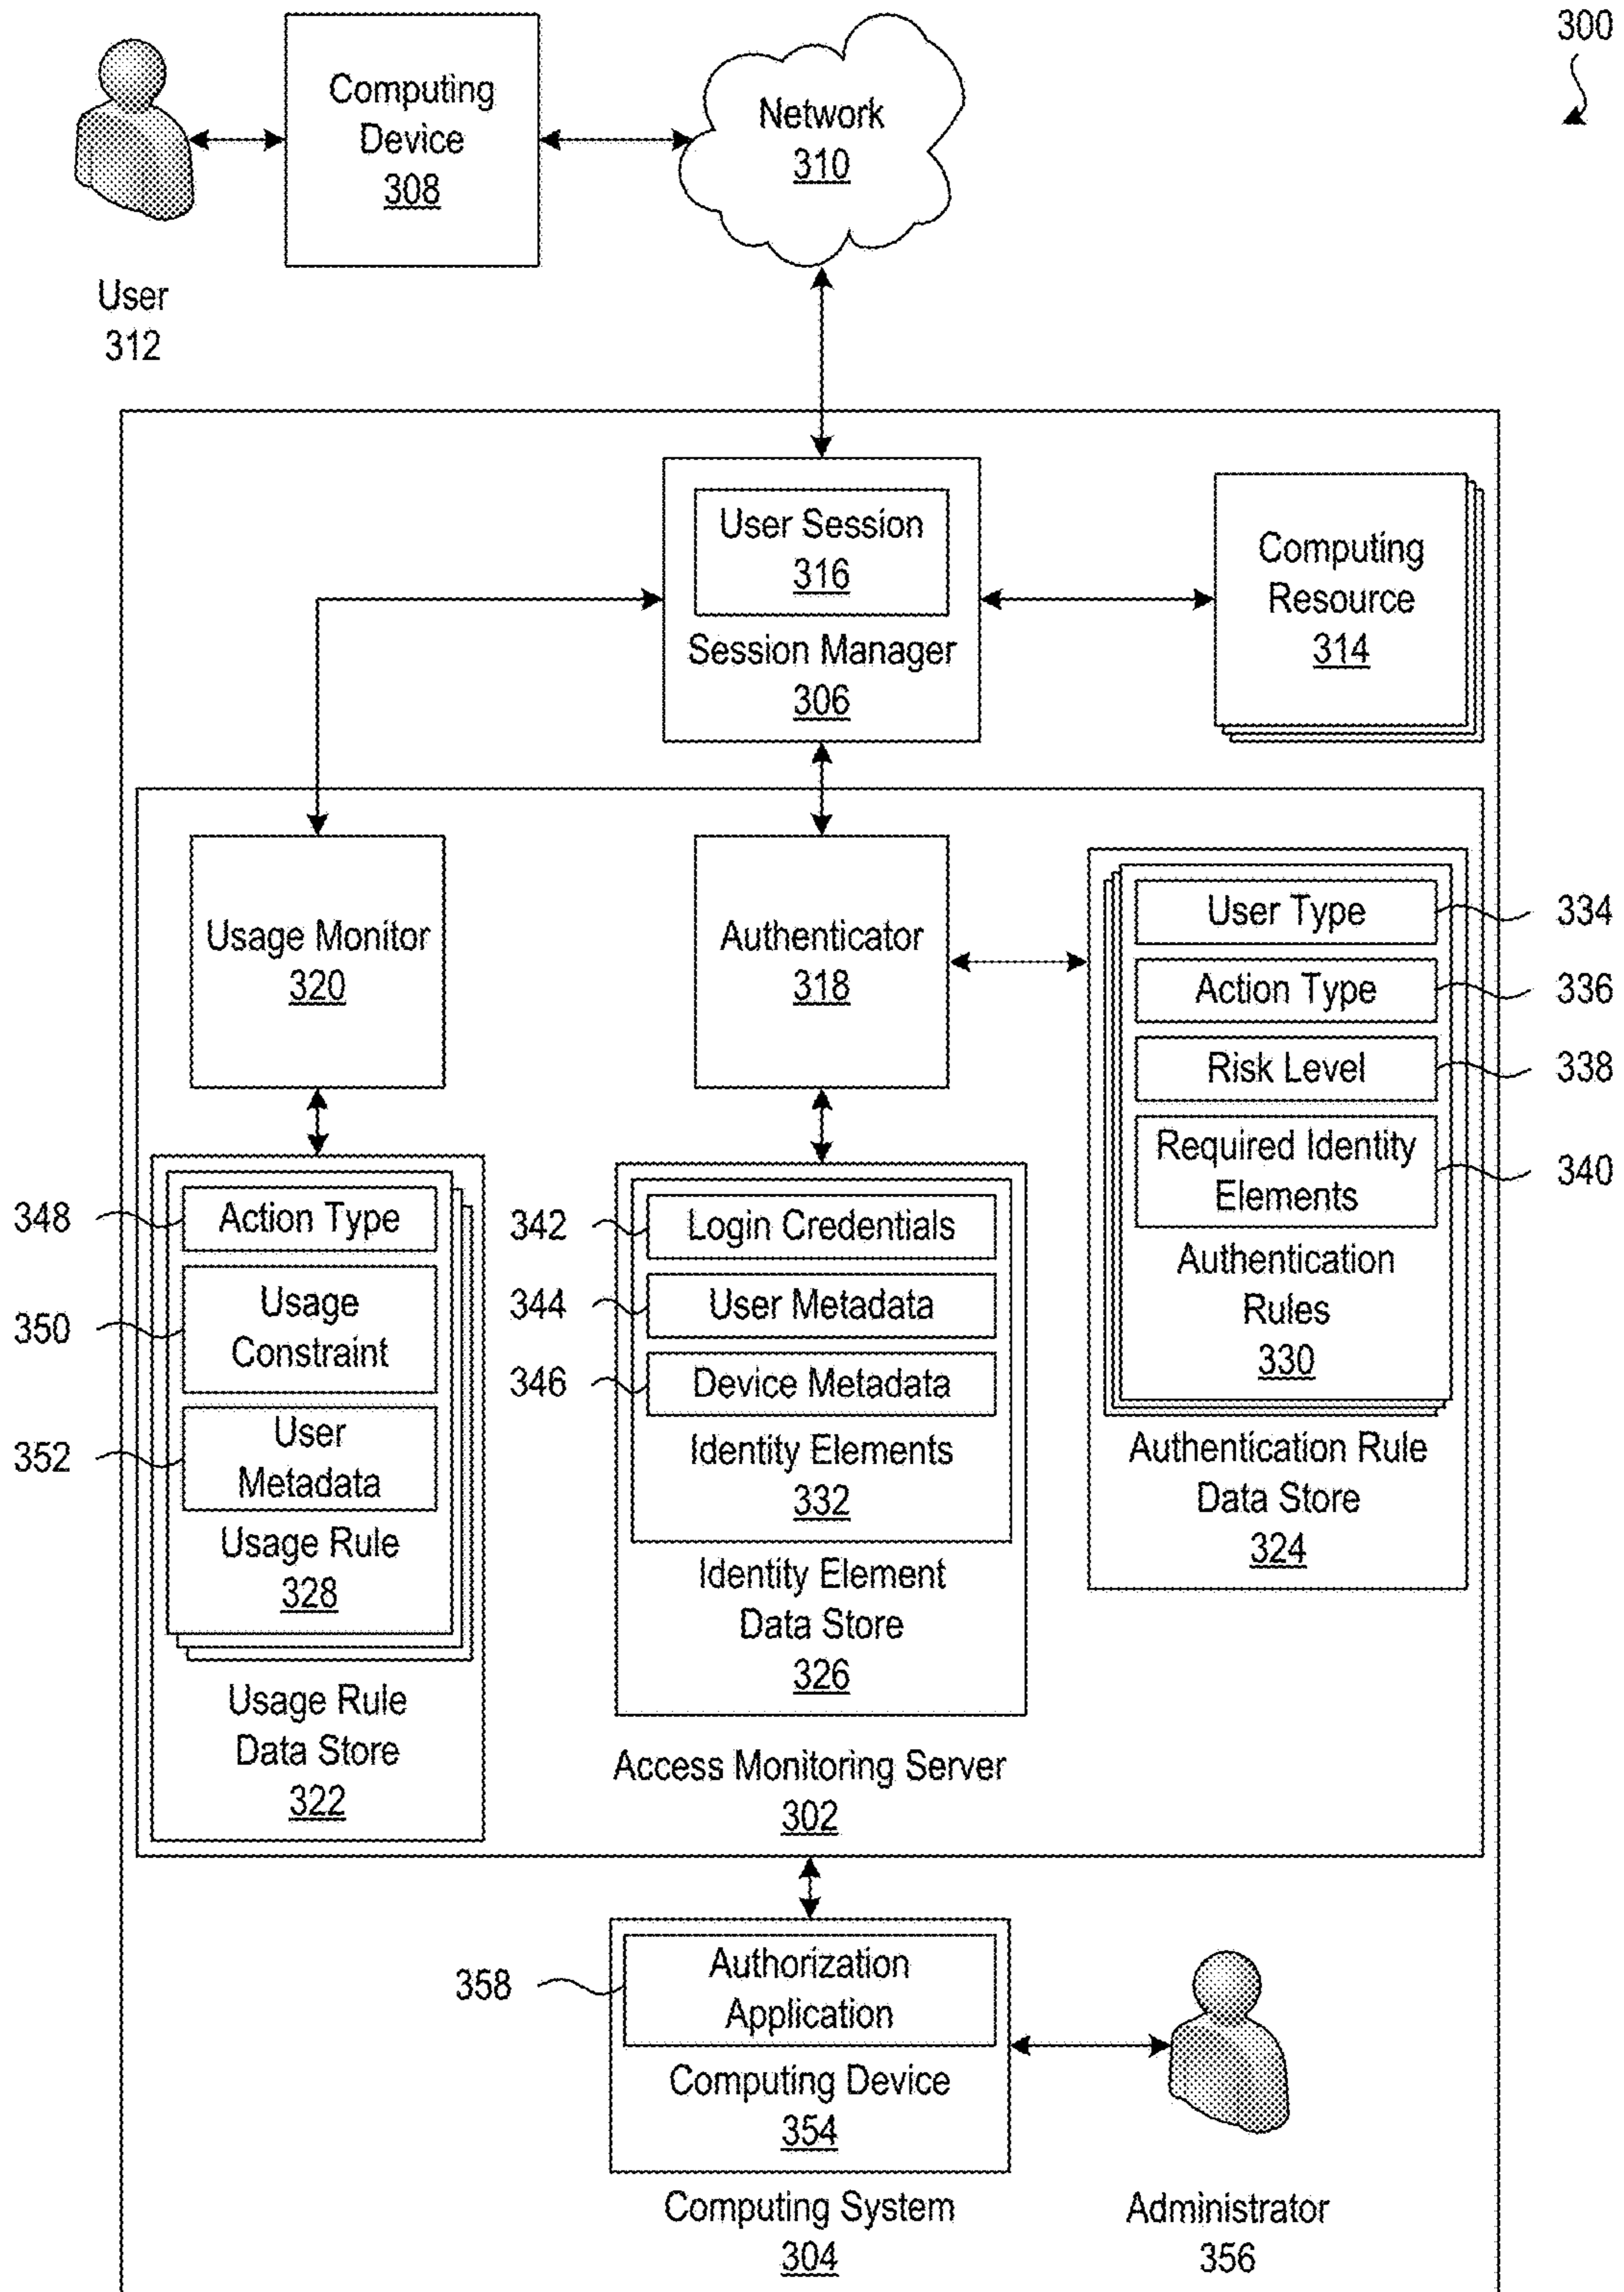 300
Computing
Device
308
Network
310
User
312
User Session
316
Session Manager
306
Computing
Resource
314
Usage Monitor
320
Authenticator
318
User Type
334
Action Type
336
Risk Level
338
Required Identity
Elements
340
Authentication
Rules
330
Authentication Rule
Data Store
324
348
Action Type
350
Usage
Constraint
352
User
Metadata
Usage Rule
328
Usage Rule
Data Store
322
342
Login Credentials
344
User Metadata
346
Device Metadata
Identity Elements
332
Identity Element
Data Store
326
Access Monitoring Server
302
358
Authorization
Application
Computing Device
354
Computing System
304
Administrator
356